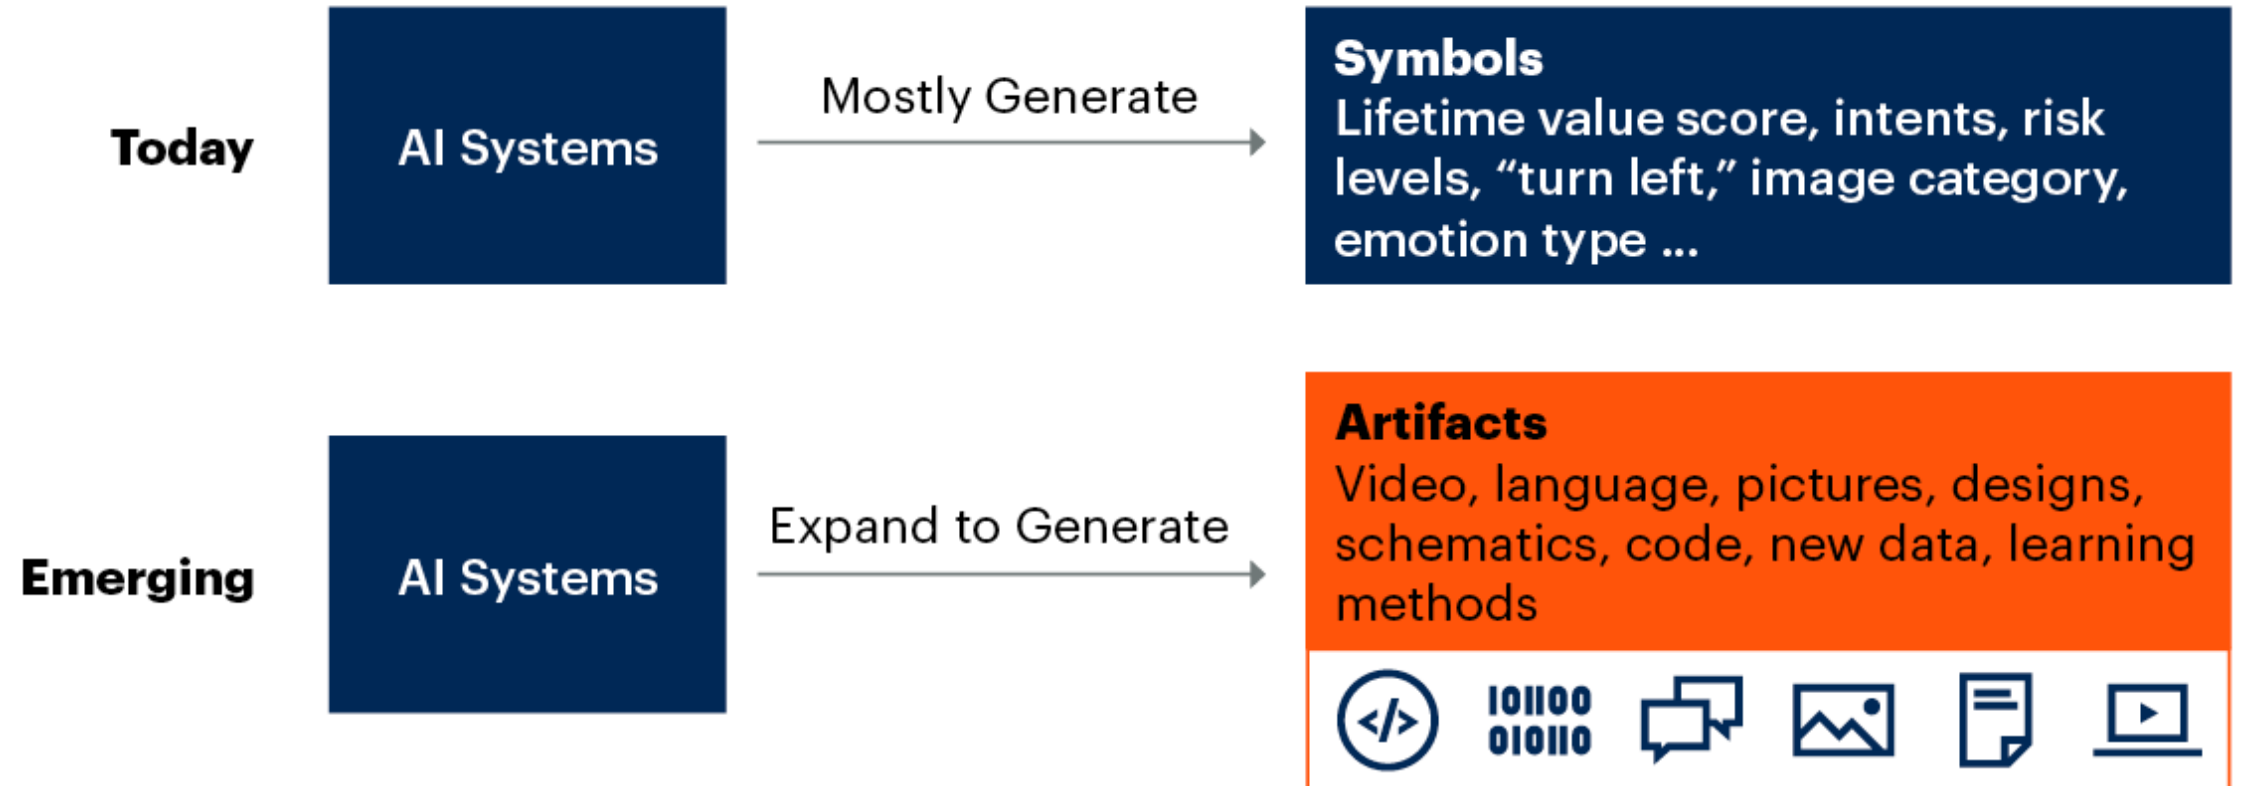 Today
AI Systems
Mostly Generate
Symbols
Lifetime value score, intents, risk
levels, “turn left,” image category,
emotion type ...
Emerging
AI Systems
Expand to Generate
Artifacts
Video, language, pictures, designs,
schematics, code, new data, learning
methods
</>
101100
010110